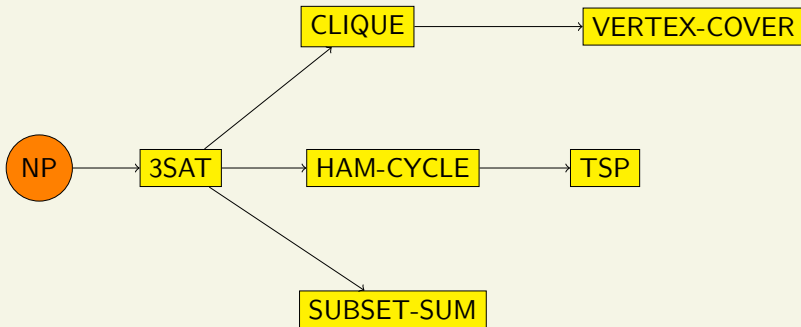 CLIQUE
VERTEX-COVER
NP
3SAT
HAM-CYCLE
TSP
SUBSET-SUM